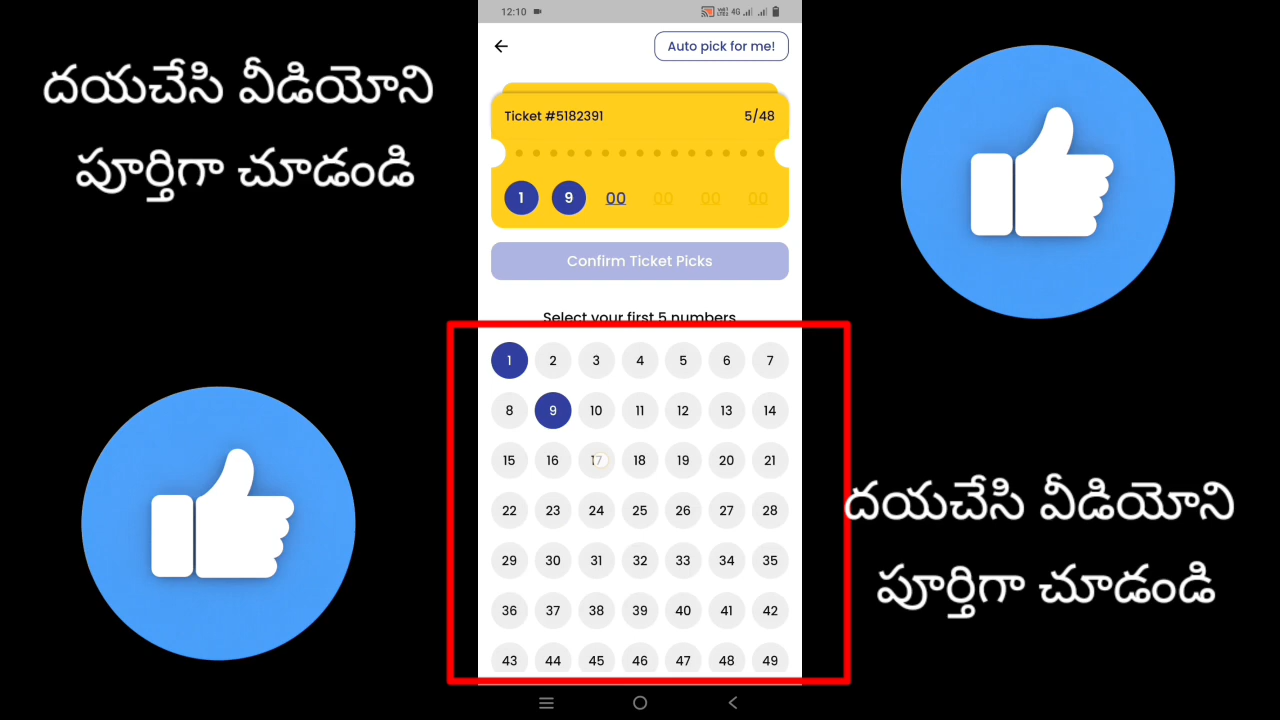 12:10 4G
Auto pick for me!
దయచేసి వీడియోని
పూర్తిగా చూడండి
Ticket #5182391 5/48
1 9 00 00 00 00
Confirm Ticket Picks
Select your first 5 numbers
1 2 3 4 5 6 7
8 9 10 11 12 13 14
15 16 17 18 19 20 21
22 23 24 25 26 27 28
29 30 31 32 33 34 35
36 37 38 39 40 41 42
43 44 45 46 47 48 49
దయచేసి వీడియోని
పూర్తిగా చూడండి